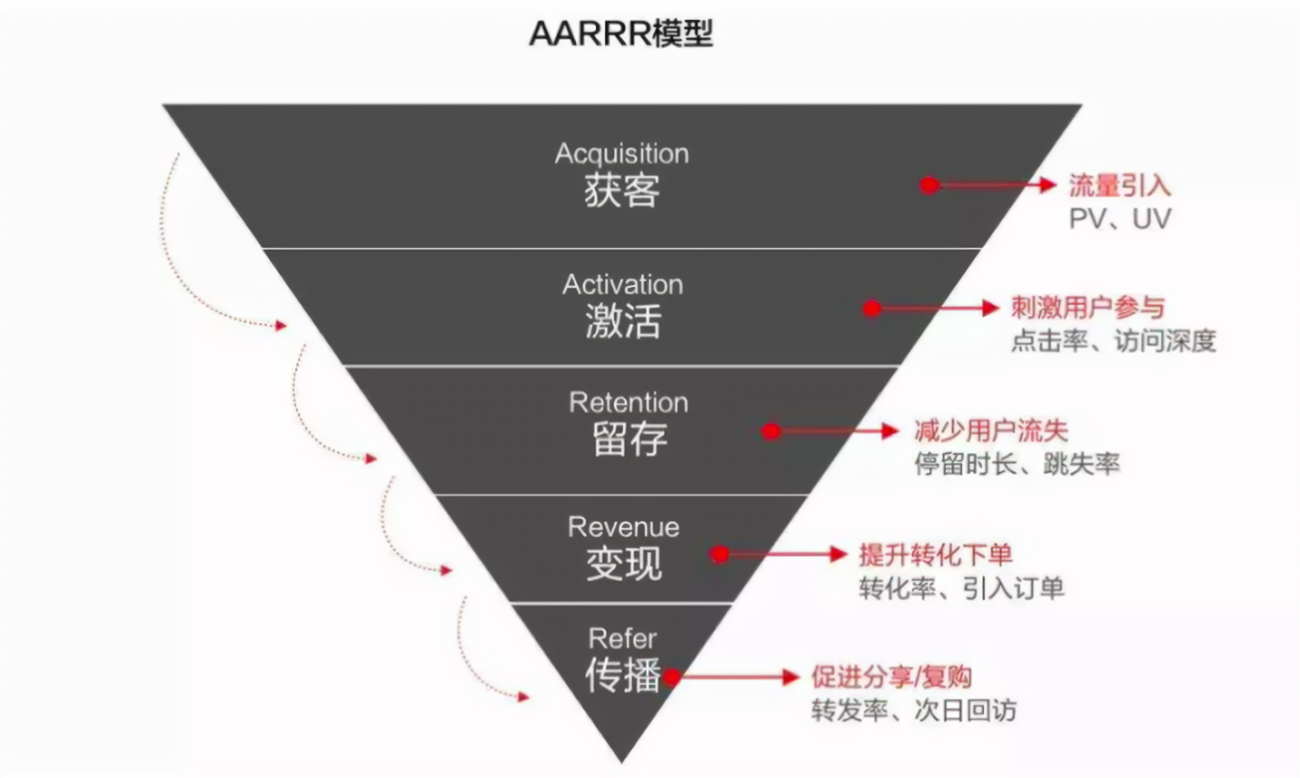 AARRR模型
Acquisition
获客
流量引入
PV、UV
Activation
激活
刺激用户参与
点击率、访问深度
Retention
留存
减少用户流失
停留时长、跳失率
Revenue
变现
提升转化下单
转化率、引入订单
Refer
传播
促进分享/复购
转发率、次日回访